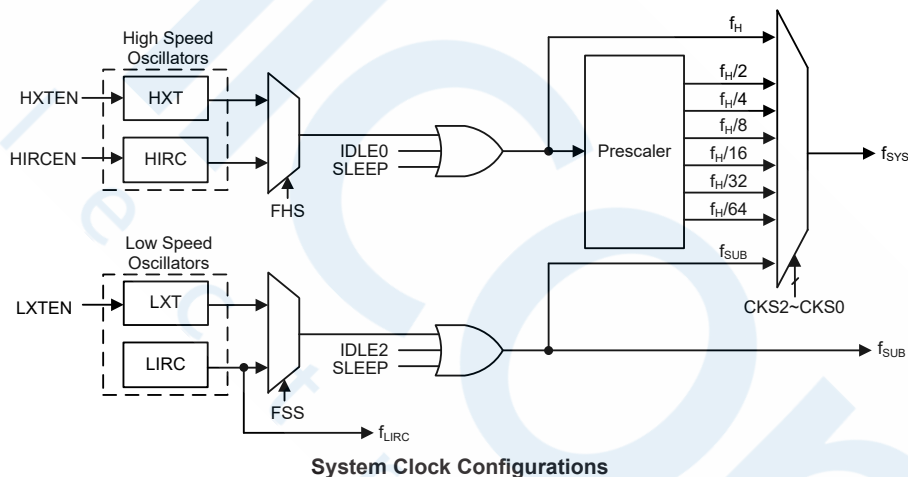 High Speed
Oscillators
HXTEN
HXT
HIRCEN
HIRC
FHS
IDLE0
SLEEP
Prescaler
fH
fH/2
fH/4
fH/8
fH/16
fH/32
fH/64
fSUB
fSYS
CKS2~CKS0
Low Speed
Oscillators
LXTEN
LXT
LIRC
FSS
IDLE2
SLEEP
fSUB
fLIRC
System Clock Configurations